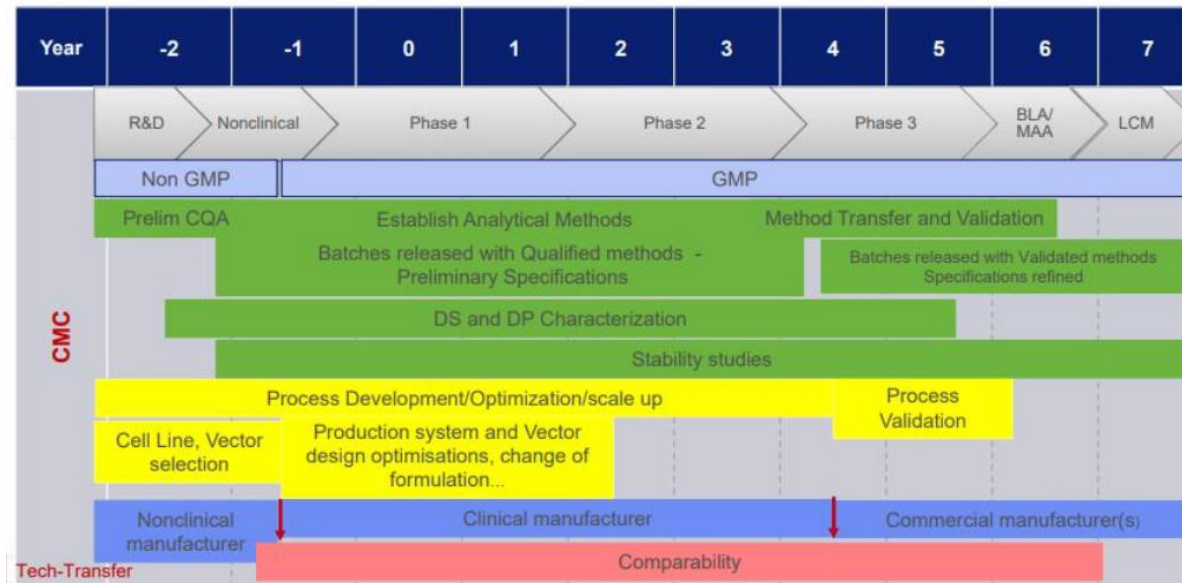 Year -2 -1 0 1 2 3 4 5 6 7
R&D Nonclinical Phase 1 Phase 2 Phase 3 BLA/
MAA LCM
Non GMP GMP
Prelim CQA Establish Analytical Methods Method Transfer and Validation
Batches released with Qualified methods -
Preliminary Specifications
Batches released with Validated methods
Specifications refined
CMC
DS and DP Characterization
Stability studies
Process Development/Optimization/scale up
Process
Validation
Cell Line, Vector
selection
Production system and Vector
design optimisations, change of
formulation...
Nonclinical
manufacturer
Clinical manufacturer
Commercial manufacturer(s)
Comparability
Tech-Transfer